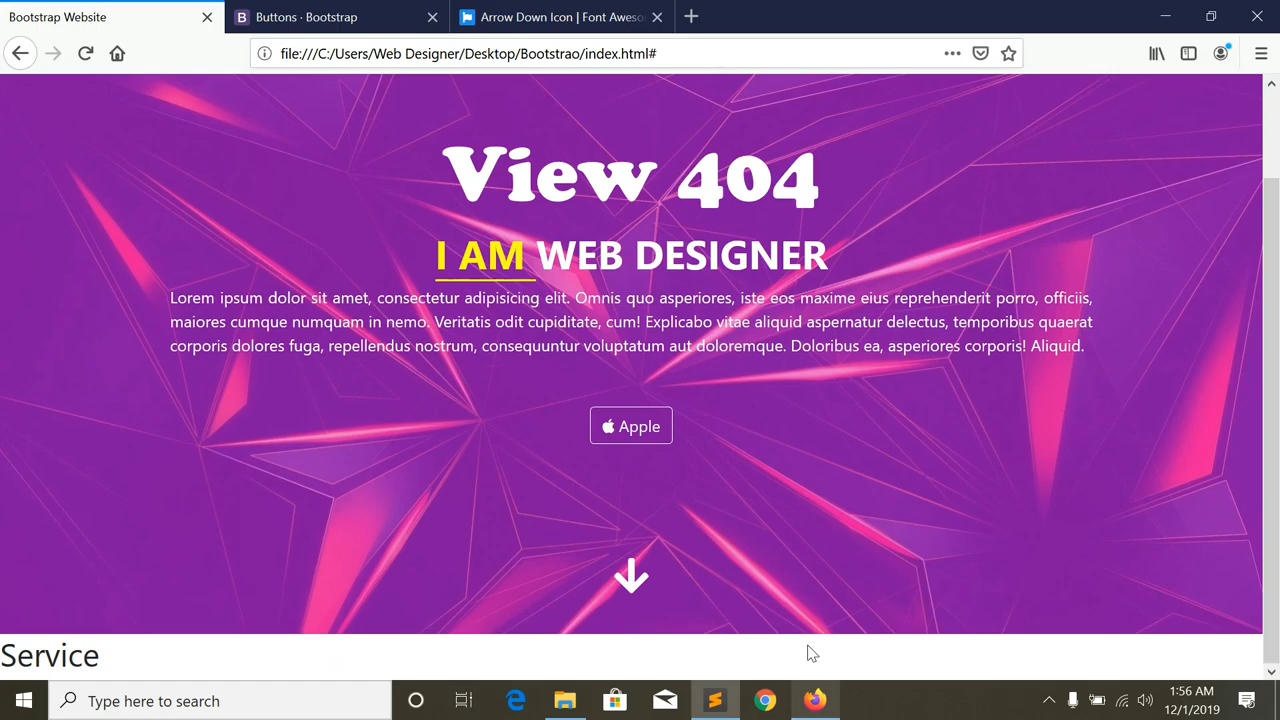 Bootstrap Website
Buttons · Bootstrap
Arrow Down Icon | Font Aweso
file:///C:/Users/Web Designer/Desktop/Bootstrao/index.html#
View 404
I AM WEB DESIGNER
Lorem ipsum dolor sit amet, consectetur adipisicing elit. Omnis quo asperiores, iste eos maxime eius reprehenderit porro, officiis,
maiores cumque numquam in nemo. Veritatis odit cupiditate, cum! Explicabo vitae aliquid aspernatur delectus, temporibus quaerat
corporis dolores fuga, repellendus nostrum, consequuntur voluptatum aut doloremque. Doloribus ea, asperiores corporis! Aliquid.
Apple
Service
Type here to search
1:56 AM
12/1/2019